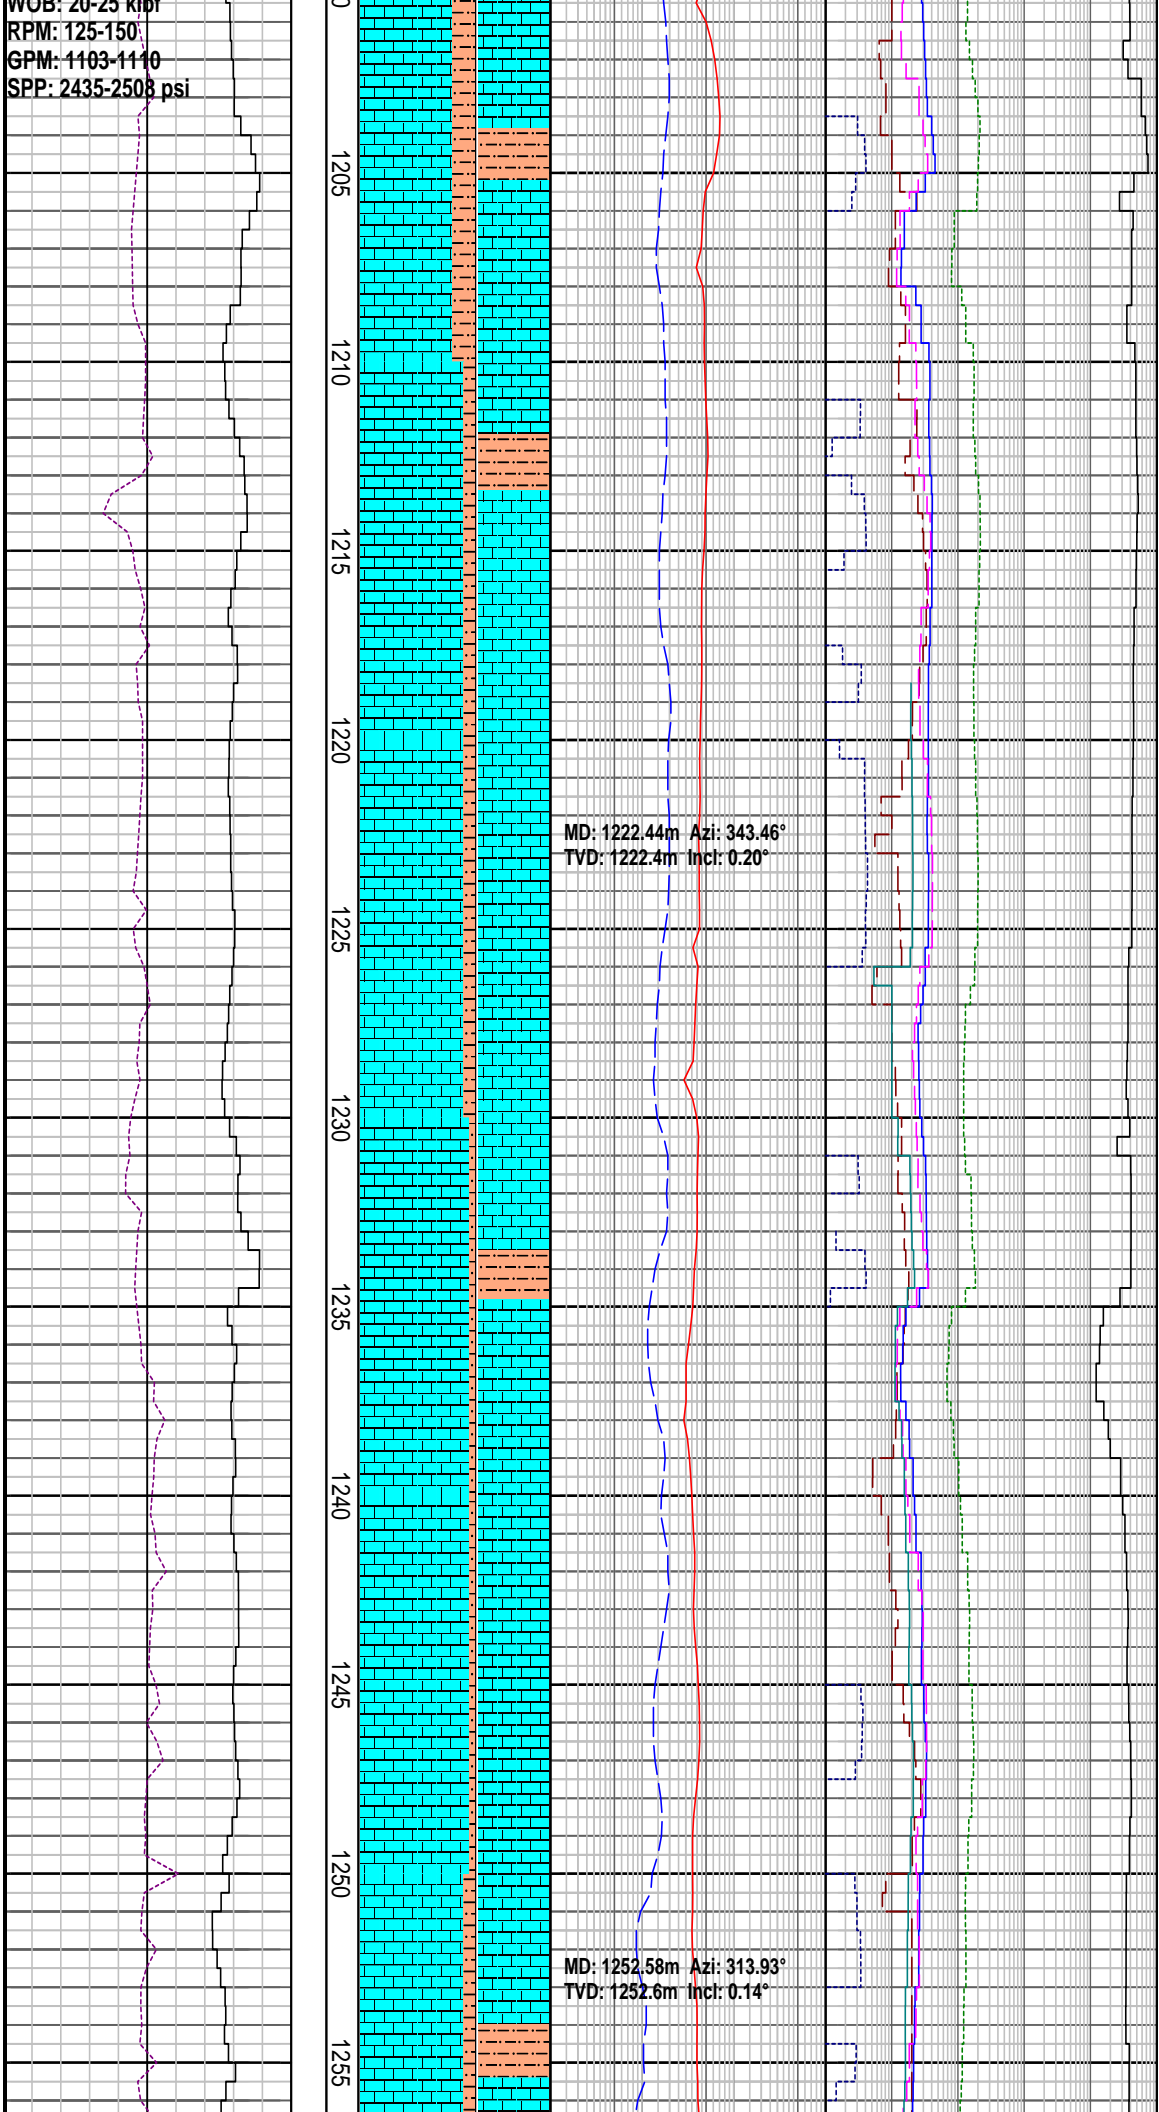 WOB: 20-25 klbf
RPM: 125-150
GPM: 1103-1110
SPP: 2435-2508 psi
1205
1210
1215
1220
MD: 1222.44m Azi: 343.46°
TVD: 1222.4m Incl: 0.20°
1225
1230
1235
1240
1245
1250
MD: 1252.58m Azi: 313.93°
TVD: 1252.6m Incl: 0.14°
1255